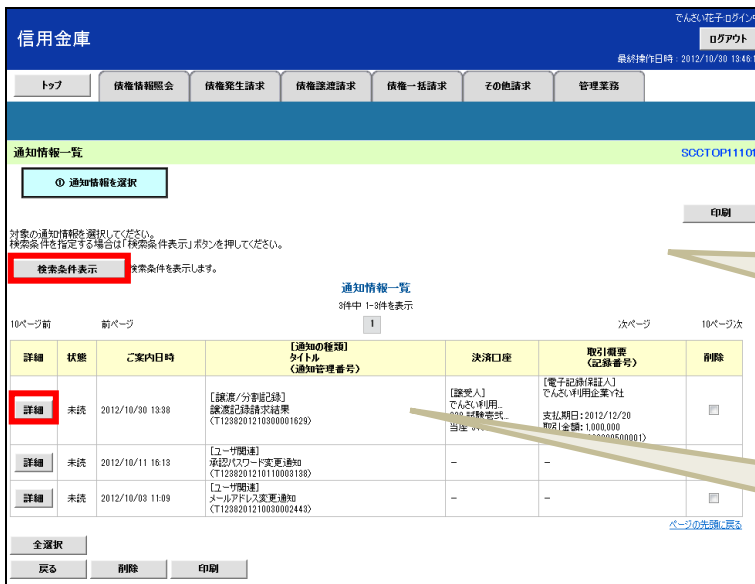 でんさい花子:ログイン中
信用金庫
ログアウト
最終操作日時：2012/10/30 13:46:1
トップ
債権情報照会
債権発生請求
債権譲渡請求
債権一括請求
その他請求
管理業務
通知情報一覧
SCCTOP11101
① 通知情報を選択
印刷
対象の通知情報を選択してください。
検索条件を指定する場合は「検索条件表示」ボタンを押してください。
検索条件表示
検索条件を表示します。
通知情報一覧
3件中 1-3件を表示
10ページ前 前ページ 1 次ページ 10ページ次
詳細 状態 ご案内日時 [通知の種類] タイトル (通知管理番号) 決済口座 取引概要 (記録番号) 削除
詳細 未読 2012/10/30 13:38
[譲渡/分割記録]
譲渡記録請求結果
(T1238201210300001629)
[譲受人]
でんさい利用…
試験壱弐…
当座
[電子記録保証人]
でんさい利用企業Y社
支払期日：2012/12/20
取引金額：1,000,000
詳細 未読 2012/10/11 16:13
[ユーザ関連]
承認パスワード変更通知
(T1238201210110003138)
－
－
詳細 未読 2012/10/03 11:09
[ユーザ関連]
メールアドレス変更通知
(T1238201210030002443)
－
－
ページの先頭に戻る
全選択
戻る 削除 印刷